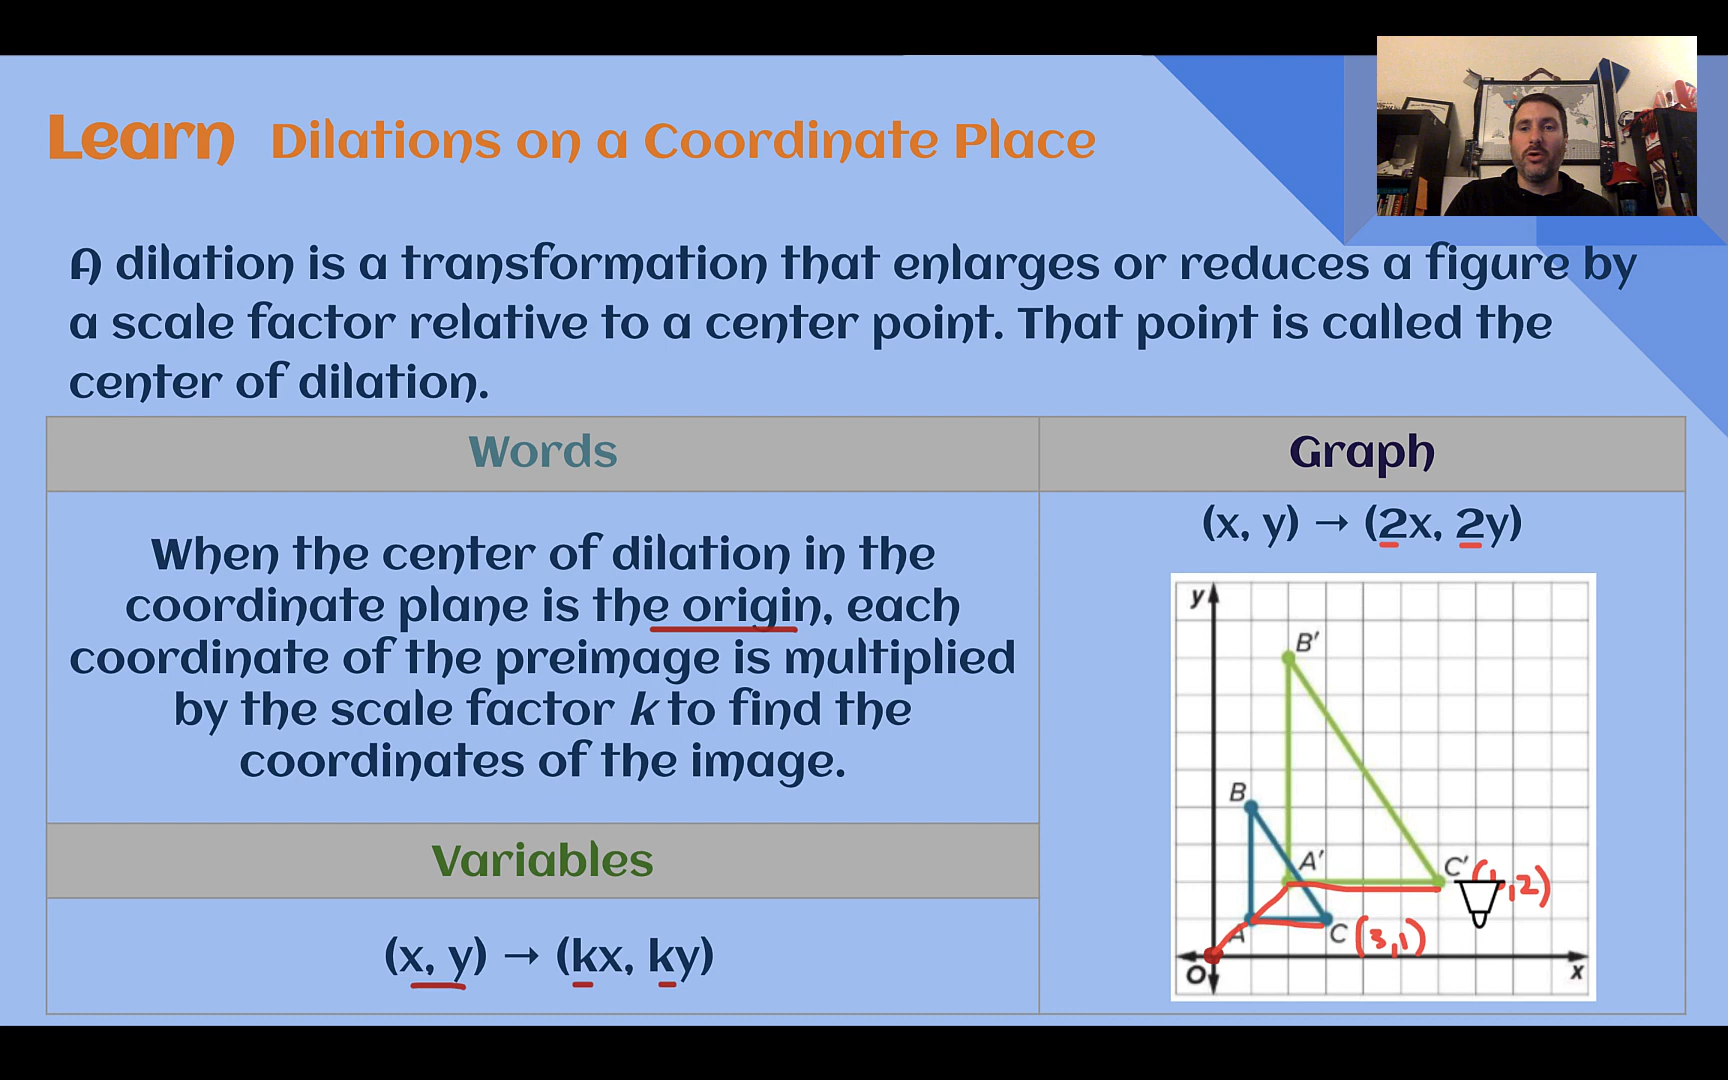 Learn Dilations on a Coordinate Place
A dilation is a transformation that enlarges or reduces a figure by
a scale factor relative to a center point. That point is called the
center of dilation.
Words
When the center of dilation in the
coordinate plane is the origin, each
coordinate of the preimage is multiplied
by the scale factor k to find the
coordinates of the image.
Variables
(x, y) → (kx, ky)
Graph
(x, y) → (2x, 2y)
y
B'
B
A'
C'
,2)
A
C (3,1)
O
x